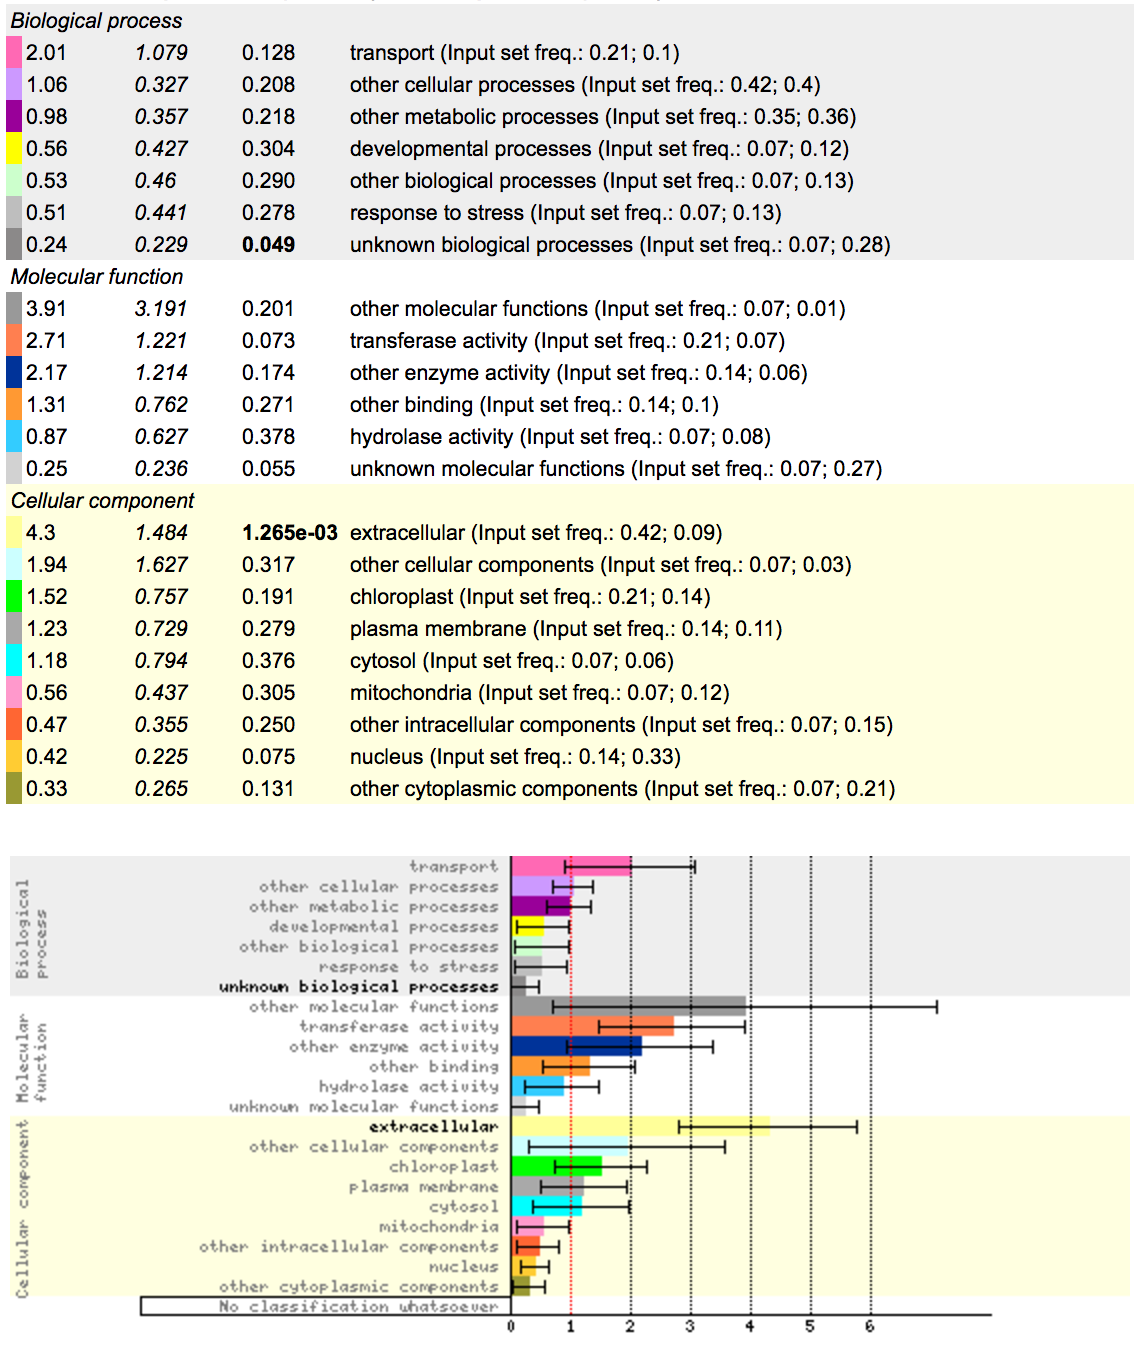 Biological process
2.01 1.079 0.128 transport (Input set freq.: 0.21; 0.1)
1.06 0.327 0.208 other cellular processes (Input set freq.: 0.42; 0.4)
0.98 0.357 0.218 other metabolic processes (Input set freq.: 0.35; 0.36)
0.56 0.427 0.304 developmental processes (Input set freq.: 0.07; 0.12)
0.53 0.46 0.290 other biological processes (Input set freq.: 0.07; 0.13)
0.51 0.441 0.278 response to stress (Input set freq.: 0.07; 0.13)
0.24 0.229 0.049 unknown biological processes (Input set freq.: 0.07; 0.28)
Molecular function
3.91 3.191 0.201 other molecular functions (Input set freq.: 0.07; 0.01)
2.71 1.221 0.073 transferase activity (Input set freq.: 0.21; 0.07)
2.17 1.214 0.174 other enzyme activity (Input set freq.: 0.14; 0.06)
1.31 0.762 0.271 other binding (Input set freq.: 0.14; 0.1)
0.87 0.627 0.378 hydrolase activity (Input set freq.: 0.07; 0.08)
0.25 0.236 0.055 unknown molecular functions (Input set freq.: 0.07; 0.27)
Cellular component
4.3 1.484 1.265e-03 extracellular (Input set freq.: 0.42; 0.09)
1.94 1.627 0.317 other cellular components (Input set freq.: 0.07; 0.03)
1.52 0.757 0.191 chloroplast (Input set freq.: 0.21; 0.14)
1.23 0.729 0.279 plasma membrane (Input set freq.: 0.14; 0.11)
1.18 0.794 0.376 cytosol (Input set freq.: 0.07; 0.06)
0.56 0.437 0.305 mitochondria (Input set freq.: 0.07; 0.12)
0.47 0.355 0.250 other intracellular components (Input set freq.: 0.07; 0.15)
0.42 0.225 0.075 nucleus (Input set freq.: 0.14; 0.33)
0.33 0.265 0.131 other cytoplasmic components (Input set freq.: 0.07; 0.21)
Biological
process
transport
other cellular processes
other metabolic processes
developmental processes
other biological processes
response to stress
unknown biological processes
Molecular
function
other molecular functions
transferase activity
other enzyme activity
other binding
hydrolase activity
unknown molecular functions
Cellular component
extracellular
other cellular components
chloroplast
plasma membrane
cytosol
mitochondria
other intracellular components
nucleus
other cytoplasmic components
No classification whatsoever
0 1 2 3 4 5 6